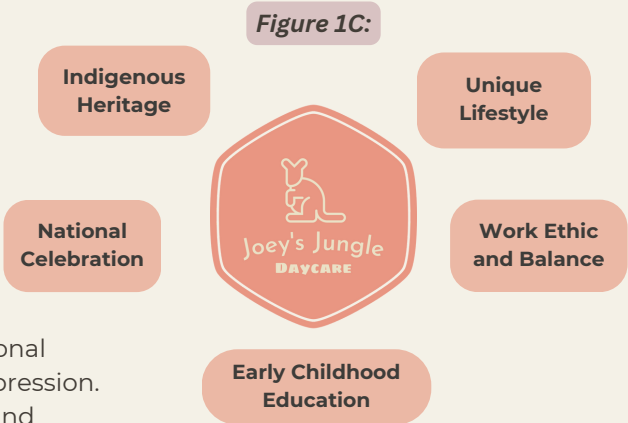 Figure 1C:
Indigenous
Heritage
Unique
Lifestyle
Joey's Jungle
DAYCARE
National
Celebration
Work Ethic
and Balance
Early Childhood
Education